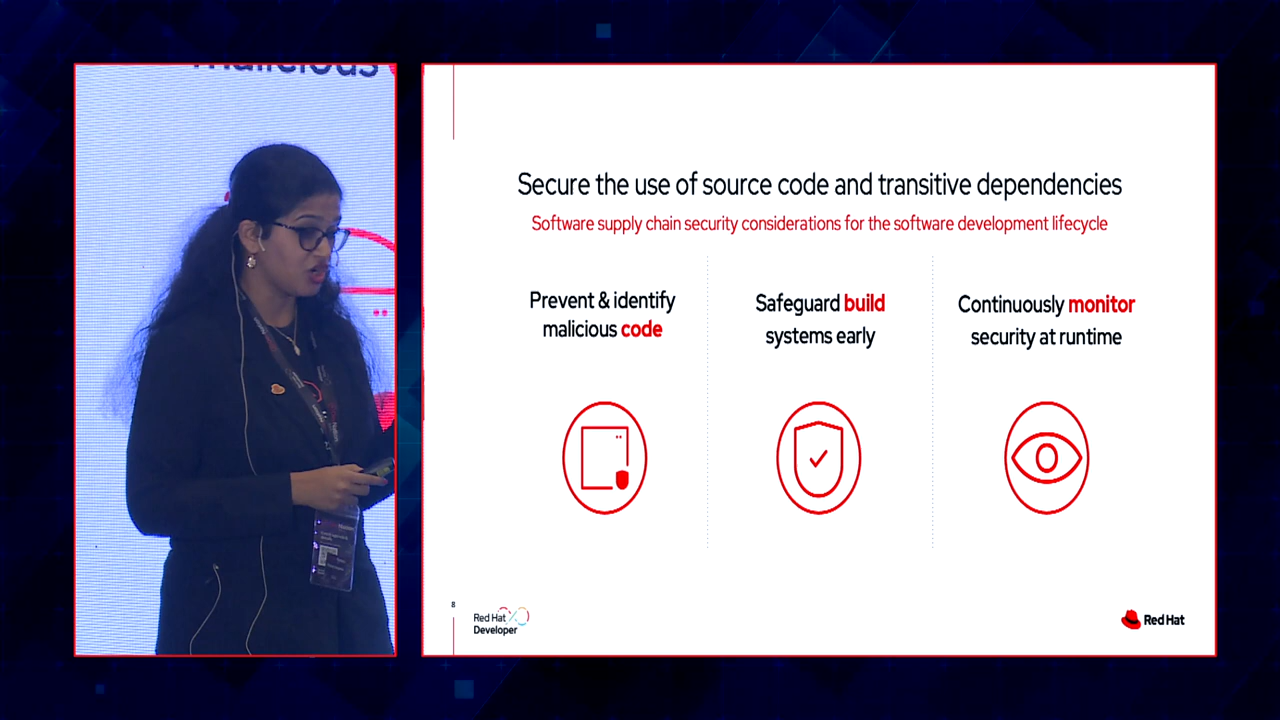 malicious
Secure the use of source code and transitive dependencies
Software supply chain security considerations for the software development lifecycle
Prevent & identify
malicious code
Safeguard build
systems early
Continuously monitor
security at runtime
8
Red Hat
Developer
Red Hat